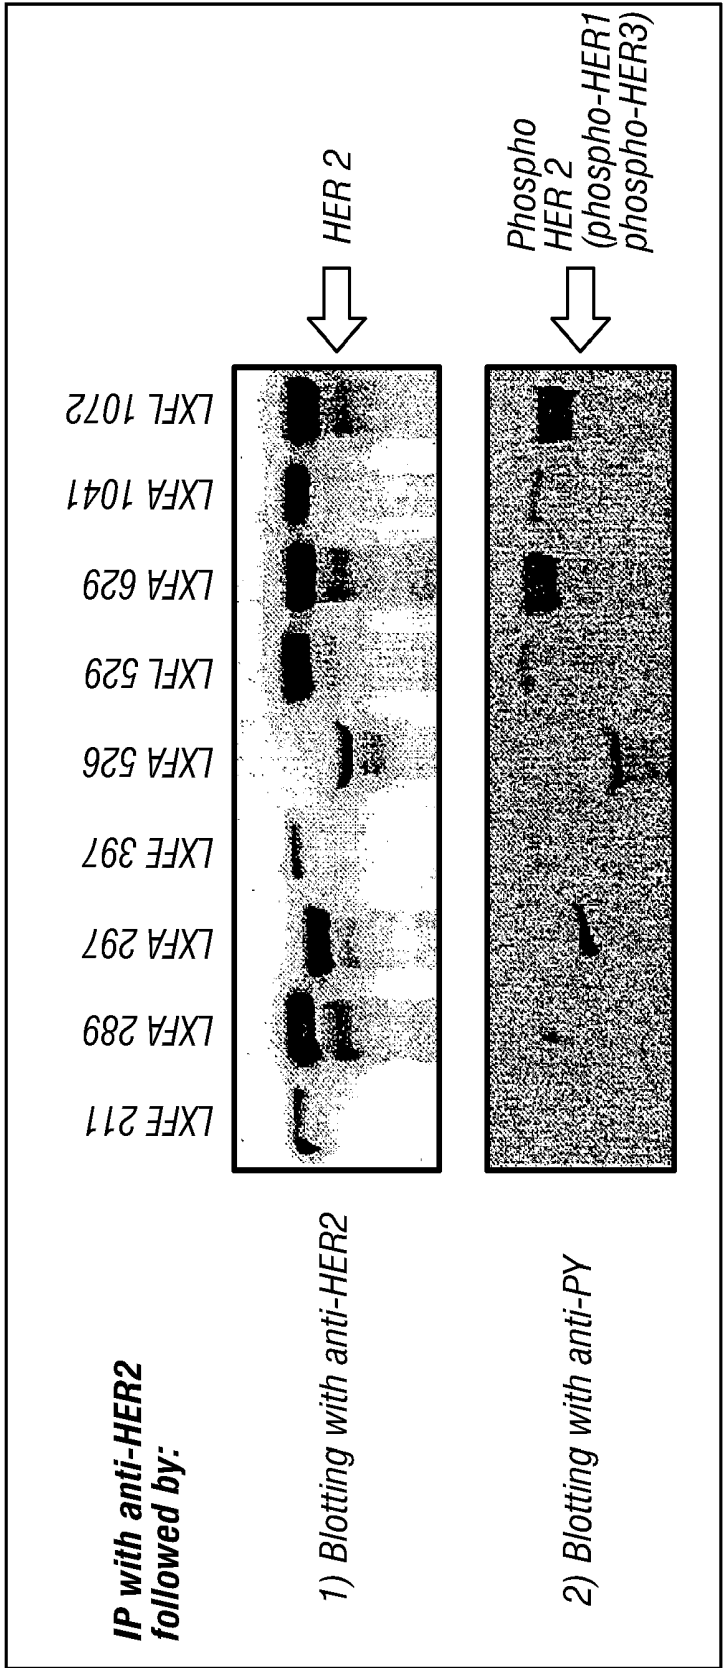 IP with anti-HER2
followed by:
LXFE 211
LXFA 289
LXFA 297
LXFE 397
LXFA 526
LXFL 529
LXFA 629
LXFA 1041
LXFL 1072
1) Blotting with anti-HER2
HER 2
2) Blotting with anti-PY
Phospho
HER 2
(phospho-HER1
phospho-HER3)